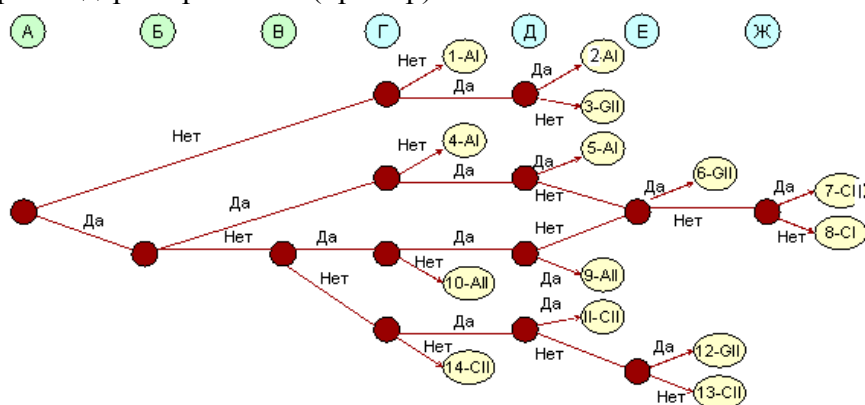 А Б В Г Д Е Ж
Нет 1-AI Да 2-AI
Да
Нет 3-GII
Нет
Нет 4-AI Да 5-AI
Да Нет
Да
Да 6-GII Да 7-CII
Нет Нет 8-CI
Да
Нет Да Да Нет
Нет 10-AII Да 9-AII
Нет
Да Да II-CII
Нет 14-CII Нет
Да 12-GII
Нет 13-CII